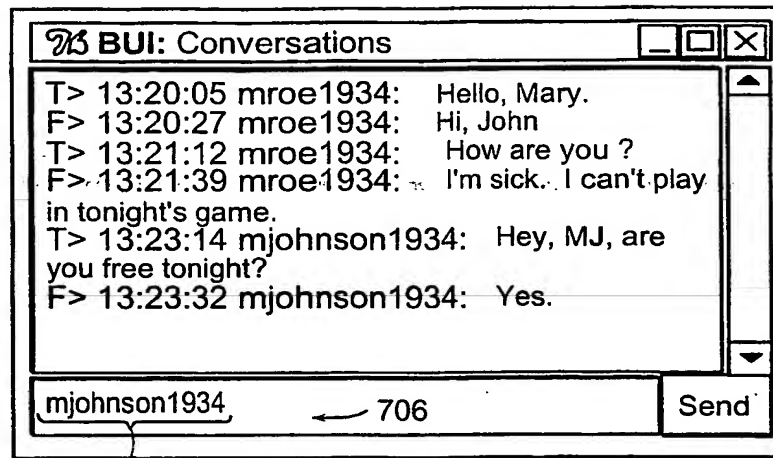 BUI: Conversations
T> 13:20:05 mroe1934: Hello, Mary.
F> 13:20:27 mroe1934: Hi, John
T> 13:21:12 mroe1934: How are you ?
F> 13:21:39 mroe1934: I'm sick. I can't play
in tonight's game.
T> 13:23:14 mjohnson1934: Hey, MJ, are
you free tonight?
F> 13:23:32 mjohnson1934: Yes.
mjohnson1934 706 Send